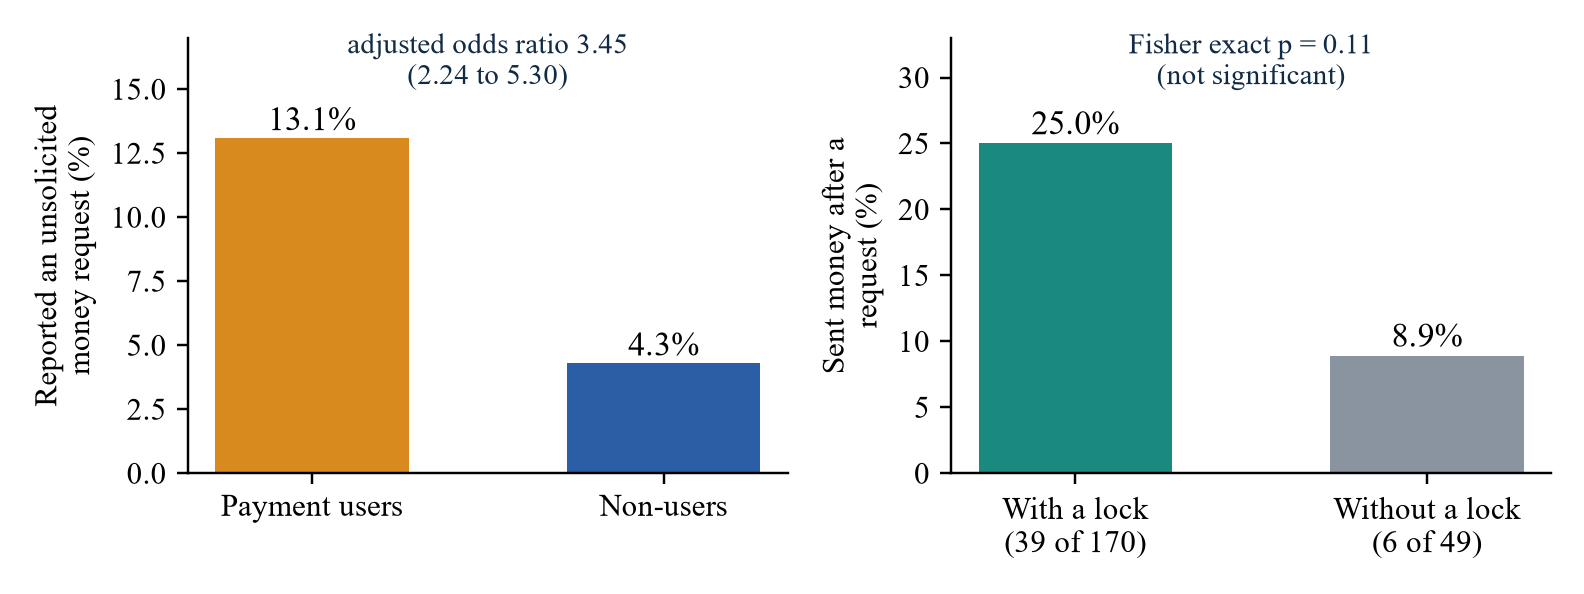 adjusted odds ratio 3.45
(2.24 to 5.30)
Reported an unsolicited
money request (%)
15.0
12.5
10.0
7.5
5.0
2.5
0.0
13.1%
4.3%
Payment users
Non-users
Fisher exact p = 0.11
(not significant)
Sent money after a
request (%)
30
25
20
15
10
5
0
25.0%
8.9%
With a lock
(39 of 170)
Without a lock
(6 of 49)